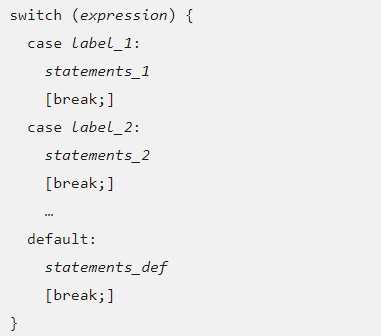 switch (expression) {
case label_1:
statements_1
[break;]
case label_2:
statements_2
[break;]
…
default:
statements_def
[break;]
}